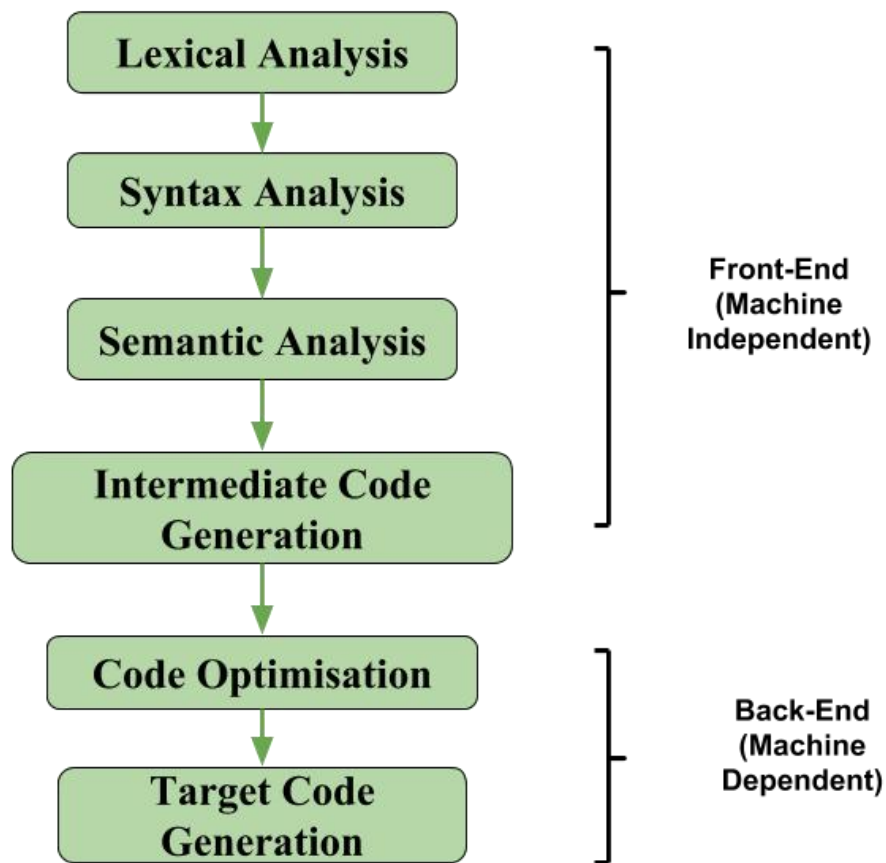 Lexical Analysis
Syntax Analysis
Semantic Analysis
Intermediate Code
Generation
Code Optimisation
Target Code
Generation
Front-End
(Machine
Independent)
Back-End
(Machine
Dependent)